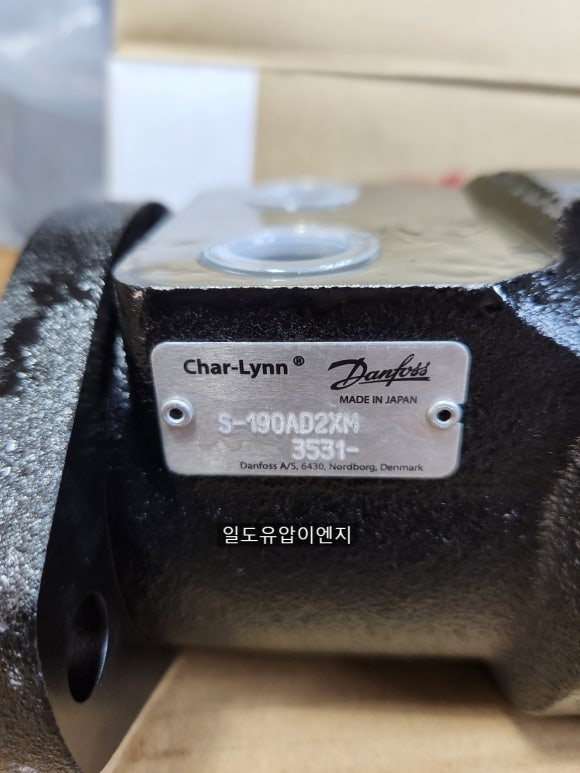 Char-Lynn ® Danfoss
MADE IN JAPAN
S-190AD2XM
3531-
Danfoss A/S, 6430, Nordborg, Denmark
일도유압이엔지